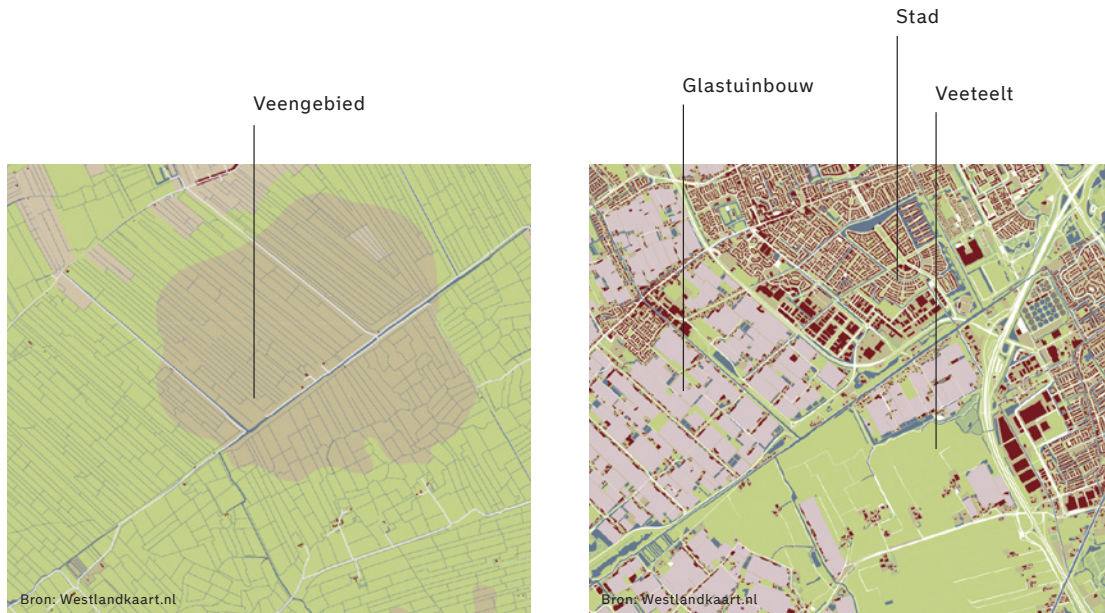 Stad
Glastuinbouw
Veeteelt
Veengebied
Bron: Westlandkaart.nl
Bron: Westlandkaart.nl